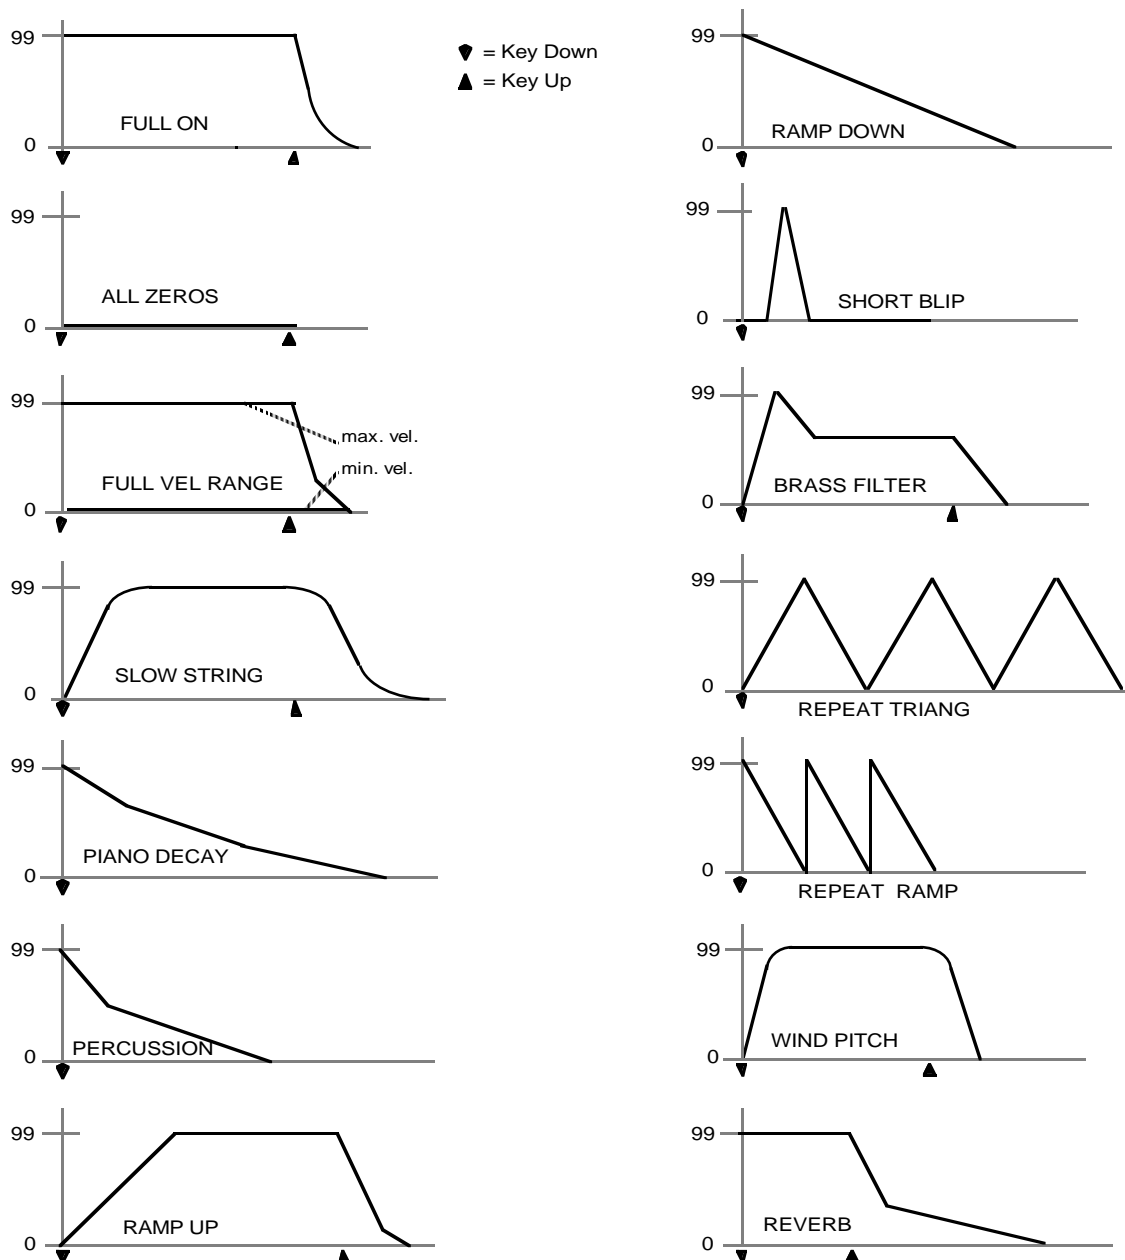 99
FULL ON
0
= Key Down
= Key Up
99
RAMP DOWN
0
99
ALL ZEROS
0
99
SHORT BLIP
0
99
max. vel.
min. vel.
FULL VEL RANGE
0
99
BRASS FILTER
0
99
SLOW STRING
0
99
0
REPEAT TRIANG
99
PIANO DECAY
0
99
0
REPEAT RAMP
99
PERCUSSION
0
99
WIND PITCH
0
99
RAMP UP
0
99
REVERB
0